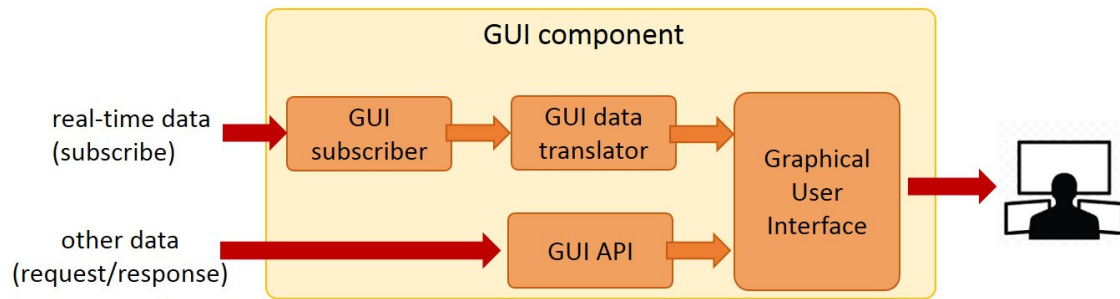 GUI component
real-time data
(subscribe)
GUI
subscriber
GUI data
translator
Graphical
User
Interface
other data
(request/response)
GUI API